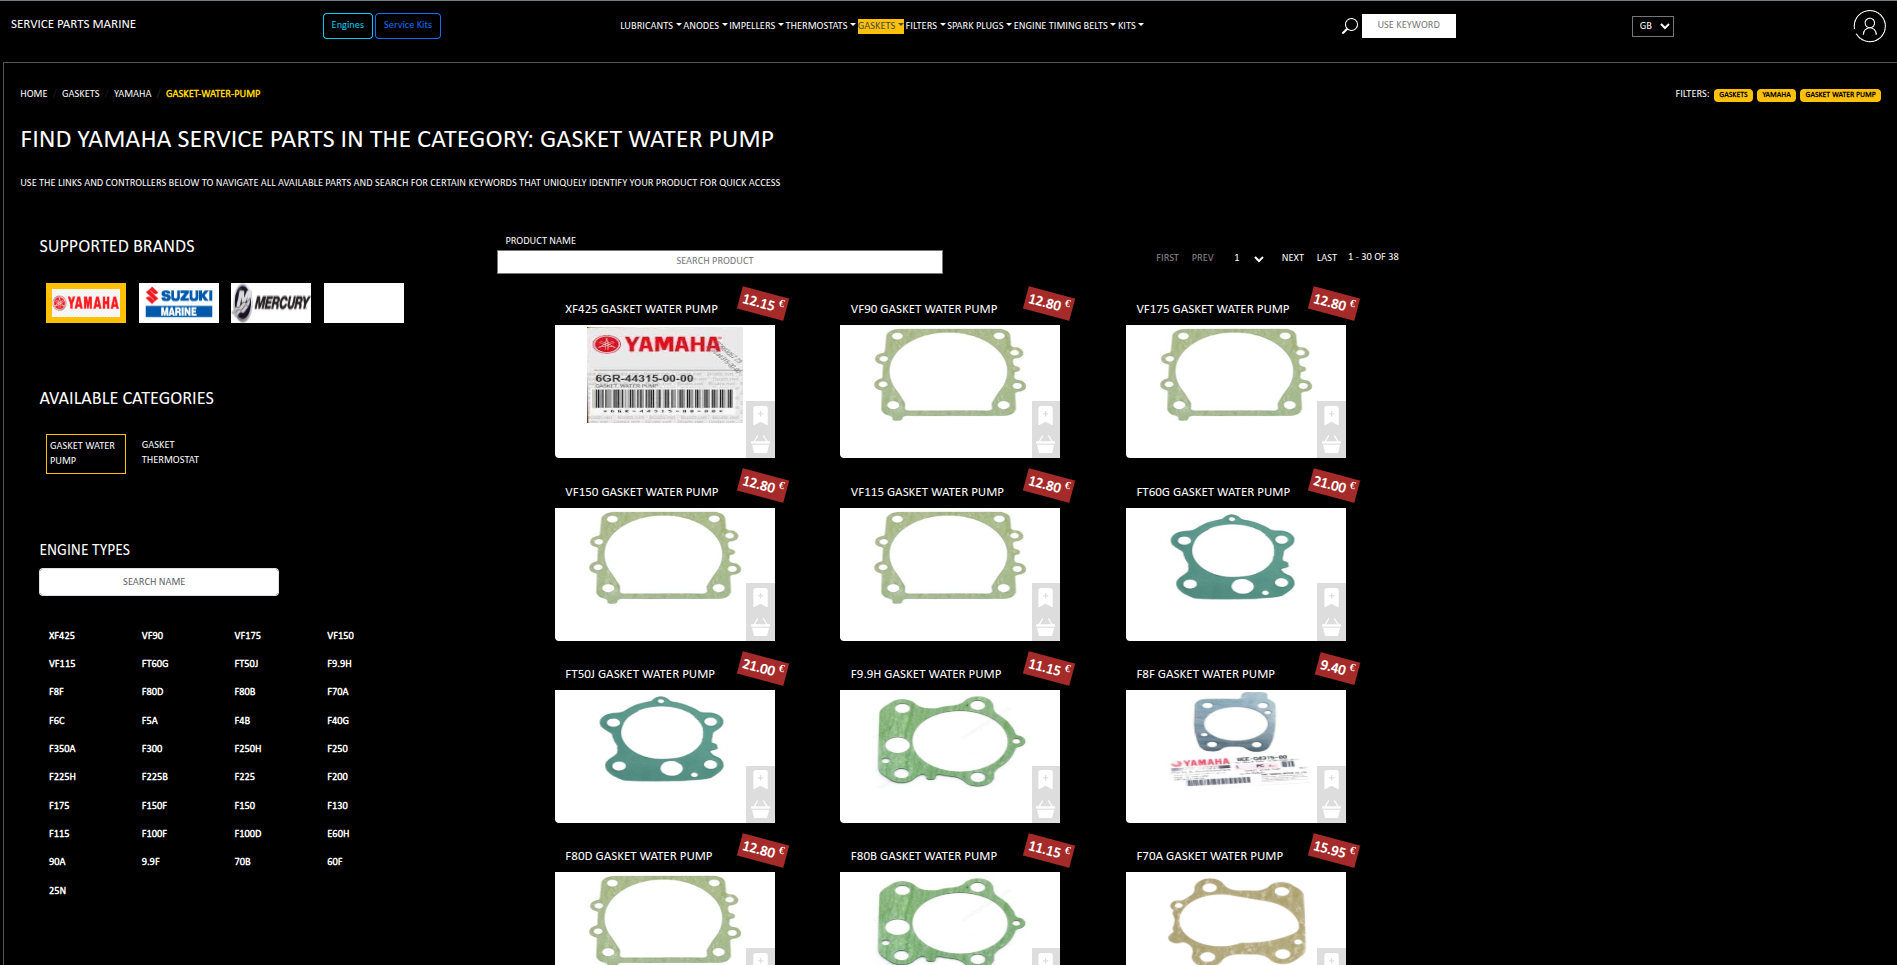 SERVICE PARTS MARINE
Engines
Service Kits
LUBRICANTS ANODES IMPELLERS THERMOSTATS GASKETS FILTERS SPARK PLUGS ENGINE TIMING BELTS KITS
USE KEYWORD
GB
HOME / GASKETS / YAMAHA / GASKET-WATER-PUMP
FILTERS: GASKETS YAMAHA GASKET WATER PUMP
FIND YAMAHA SERVICE PARTS IN THE CATEGORY: GASKET WATER PUMP
USE THE LINKS AND CONTROLLERS BELOW TO NAVIGATE ALL AVAILABLE PARTS AND SEARCH FOR CERTAIN KEYWORDS THAT UNIQUELY IDENTIFY YOUR PRODUCT FOR QUICK ACCESS
SUPPORTED BRANDS
YAMAHA
SUZUKI
MARINE
MERCURY
AVAILABLE CATEGORIES
GASKET WATER
PUMP
GASKET
THERMOSTAT
ENGINE TYPES
SEARCH NAME
XF425 VF90 VF175 VF150
VF115 FT60G FT50J F9.9H
F8F F80D F80B F70A
F6C F5A F4B F40G
F350A F300 F250H F250
F225H F225B F225 F200
F175 F150F F150 F130
F115 F100F F100D E60H
90A 9.9F 70B 60F
25N
PRODUCT NAME
SEARCH PRODUCT
FIRST PREV 1 NEXT LAST 1 - 30 OF 38
XF425 GASKET WATER PUMP
12.15 €
YAMAHA
6GR-44315-00-00
GASKET, WATER PUMP
VF90 GASKET WATER PUMP
12.80 €
VF175 GASKET WATER PUMP
12.80 €
VF150 GASKET WATER PUMP
12.80 €
VF115 GASKET WATER PUMP
12.80 €
FT60G GASKET WATER PUMP
21.00 €
FT50J GASKET WATER PUMP
21.00 €
F9.9H GASKET WATER PUMP
11.15 €
F8F GASKET WATER PUMP
9.40 €
YAMAHA
F80D GASKET WATER PUMP
12.80 €
F80B GASKET WATER PUMP
11.15 €
F70A GASKET WATER PUMP
15.95 €